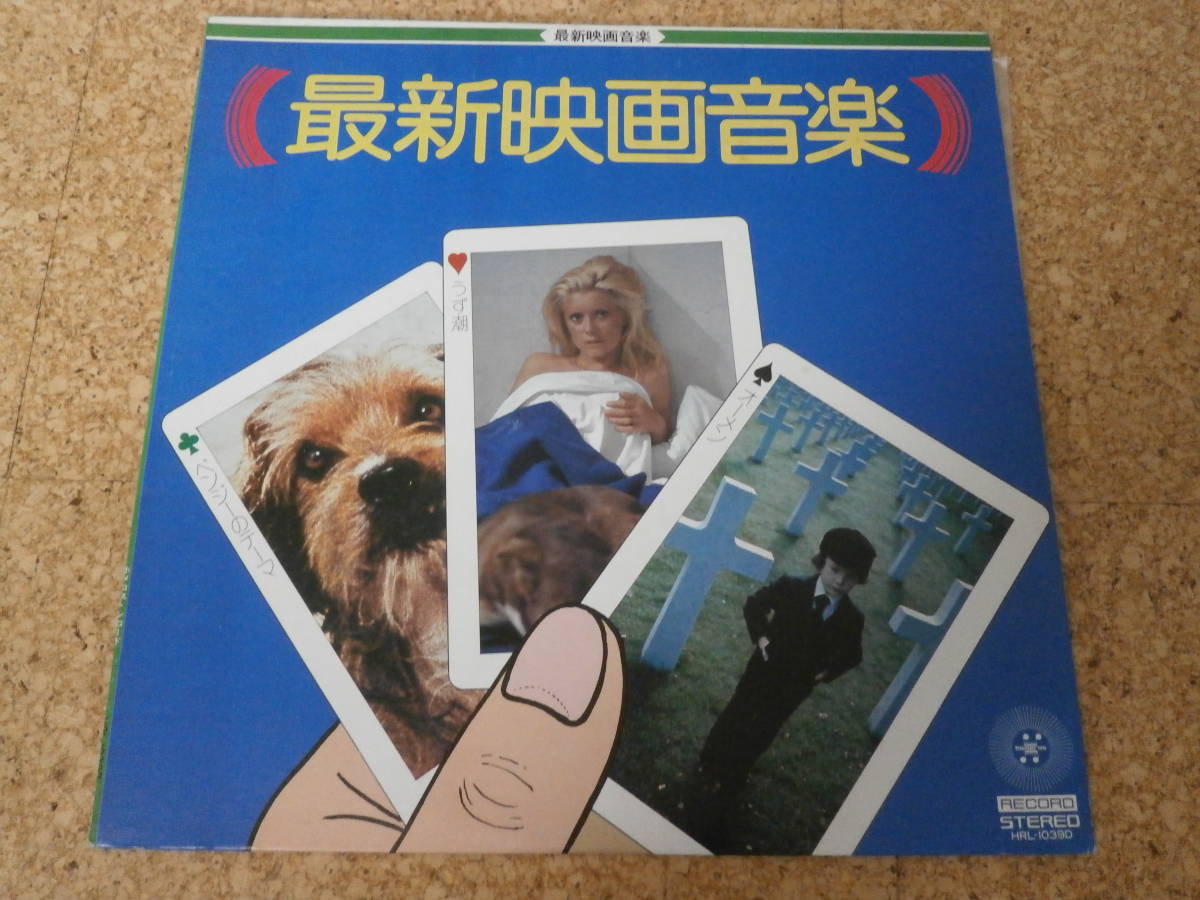 最新映画音楽
最新映画音楽
うず潮
ベンジーのテーマ
オーメン
RECORD
STEREO
HRL-1039D